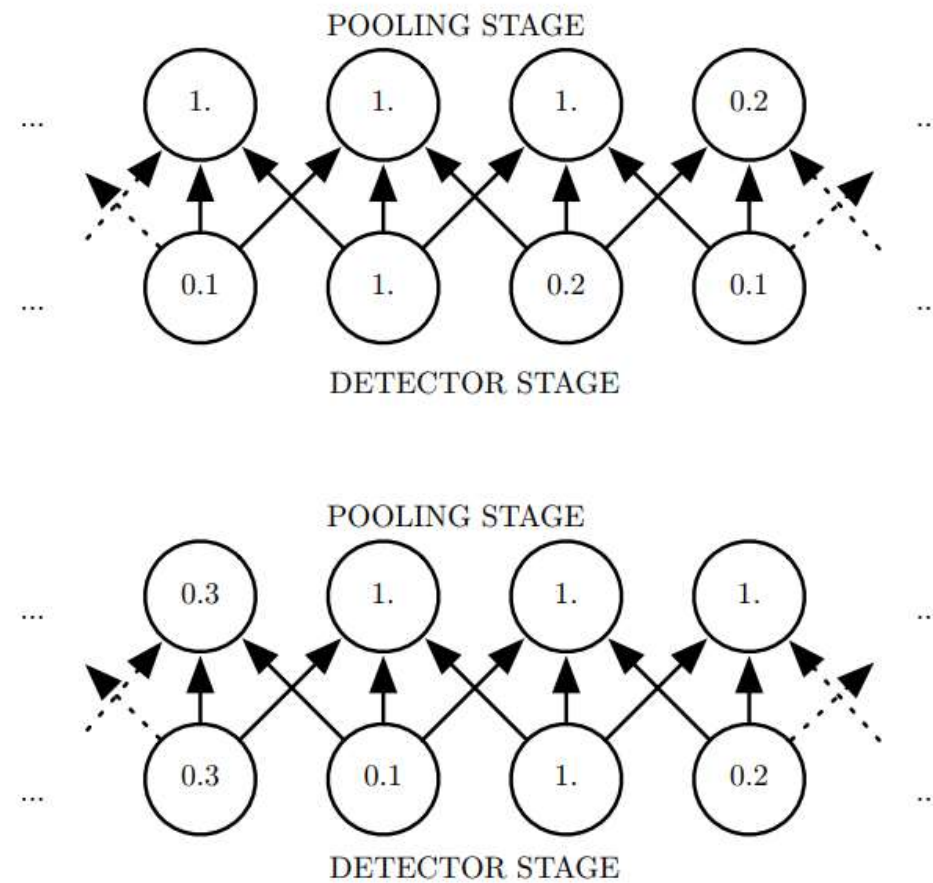 POOLING STAGE
... 1. 1. 1. 0.2 ..
... 0.1 1. 0.2 0.1 ..
DETECTOR STAGE
POOLING STAGE
... 0.3 1. 1. 1. ..
... 0.3 0.1 1. 0.2 ..
DETECTOR STAGE